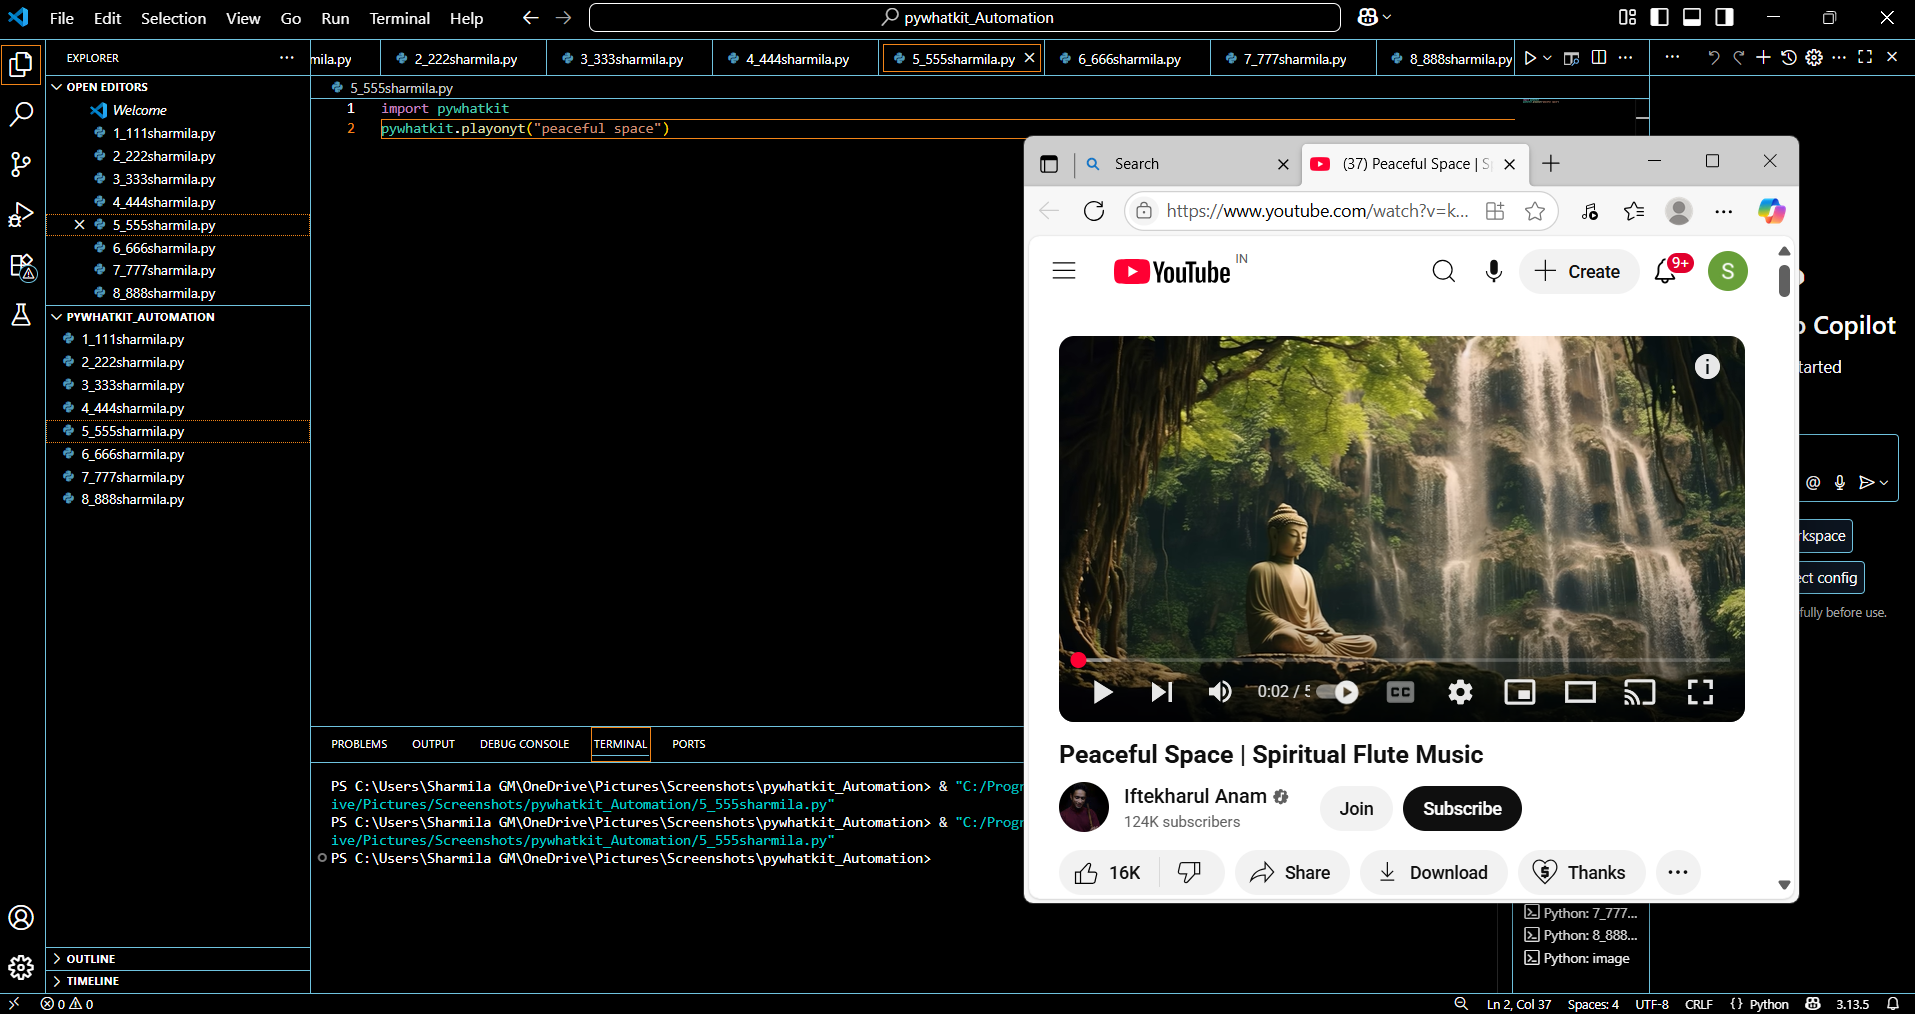 File Edit Selection View Go Run Terminal Help
pywhatkit_Automation
EXPLORER
OPEN EDITORS
Welcome
1_111sharmila.py
2_222sharmila.py
3_333sharmila.py
4_444sharmila.py
5_555sharmila.py
6_666sharmila.py
7_777sharmila.py
8_888sharmila.py
PYWHATKIT_AUTOMATION
1_111sharmila.py
2_222sharmila.py
3_333sharmila.py
4_444sharmila.py
5_555sharmila.py
6_666sharmila.py
7_777sharmila.py
8_888sharmila.py
OUTLINE
TIMELINE
mila.py 2_222sharmila.py 3_333sharmila.py 4_444sharmila.py 5_555sharmila.py 6_666sharmila.py 7_777sharmila.py 8_888sharmila.py
5_555sharmila.py
1 import pywhatkit
2 pywhatkit.playonyt("peaceful space")
PROBLEMS OUTPUT DEBUG CONSOLE TERMINAL PORTS
PS C:\Users\Sharmila GM\OneDrive\Pictures\Screenshots\pywhatkit_Automation> & "C:/Progr
ive/Pictures/Screenshots/pywhatkit_Automation/5_555sharmila.py"
PS C:\Users\Sharmila GM\OneDrive\Pictures\Screenshots\pywhatkit_Automation> & "C:/Progr
ive/Pictures/Screenshots/pywhatkit_Automation/5_555sharmila.py"
PS C:\Users\Sharmila GM\OneDrive\Pictures\Screenshots\pywhatkit_Automation>
Search
(37) Peaceful Space | S
https://www.youtube.com/watch?v=k...
YouTube IN
Create
9+
S
0:02 / 5
CC
Peaceful Space | Spiritual Flute Music
Iftekharul Anam
124K subscribers
Join
Subscribe
16K
Share
Download
Thanks
o Copilot
tarted
@
rkspace
ect config
fully before use.
Python: 7_777...
Python: 8_888...
Python: image
0 0
Ln 2, Col 37 Spaces: 4 UTF-8 CRLF {} Python 3.13.5